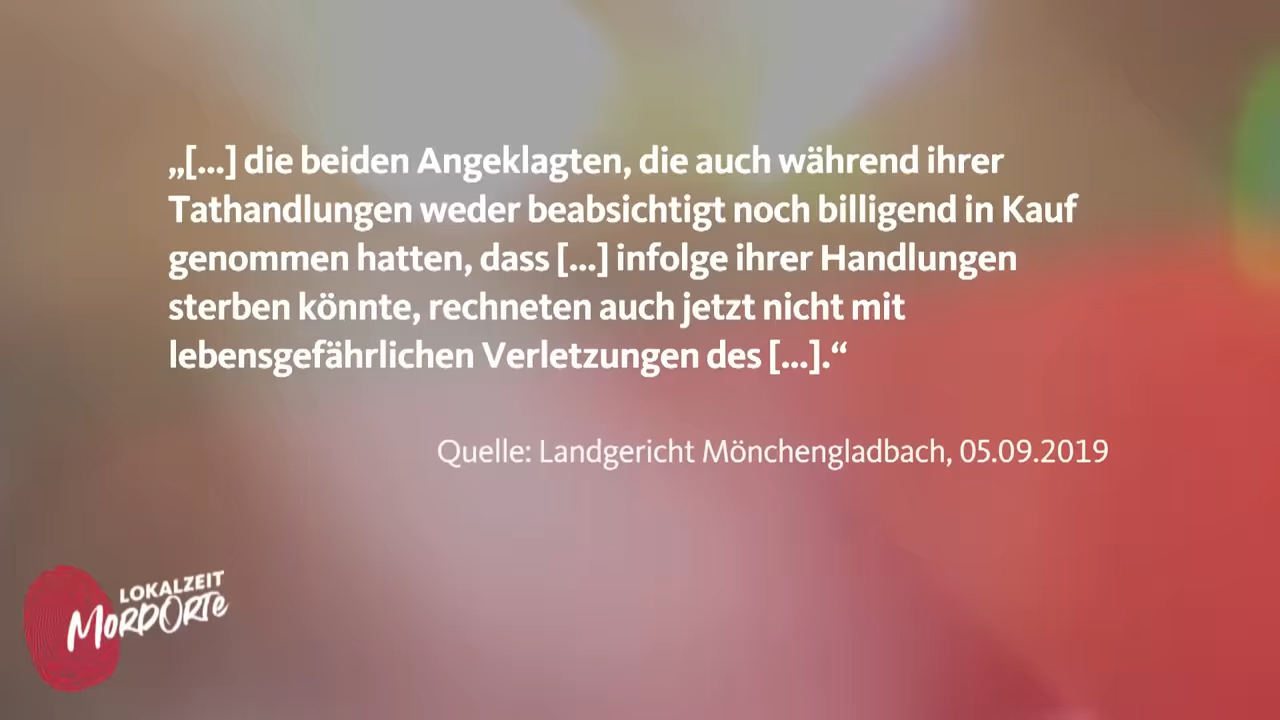 „[...] die beiden Angeklagten, die auch während ihrer
Tathandlungen weder beabsichtigt noch billigend in Kauf
genommen hatten, dass [...] infolge ihrer Handlungen
sterben könnte, rechneten auch jetzt nicht mit
lebensgefährlichen Verletzungen des [...].“
Quelle: Landgericht Mönchengladbach, 05.09.2019
LOKALZEIT
MORDORTe